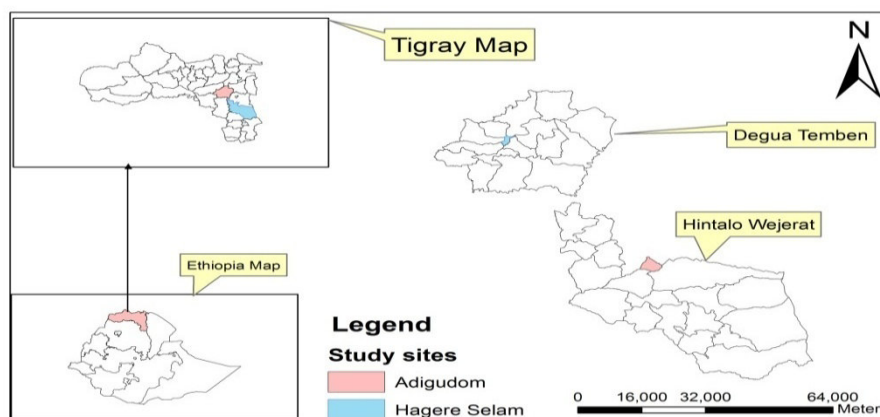 Tigray Map
N
Degua Temben
Hintalo Wejerat
Ethiopia Map
Legend
Study sites
Adigudom
Hagere Selam
0 16,000 32,000 64,000
Meter